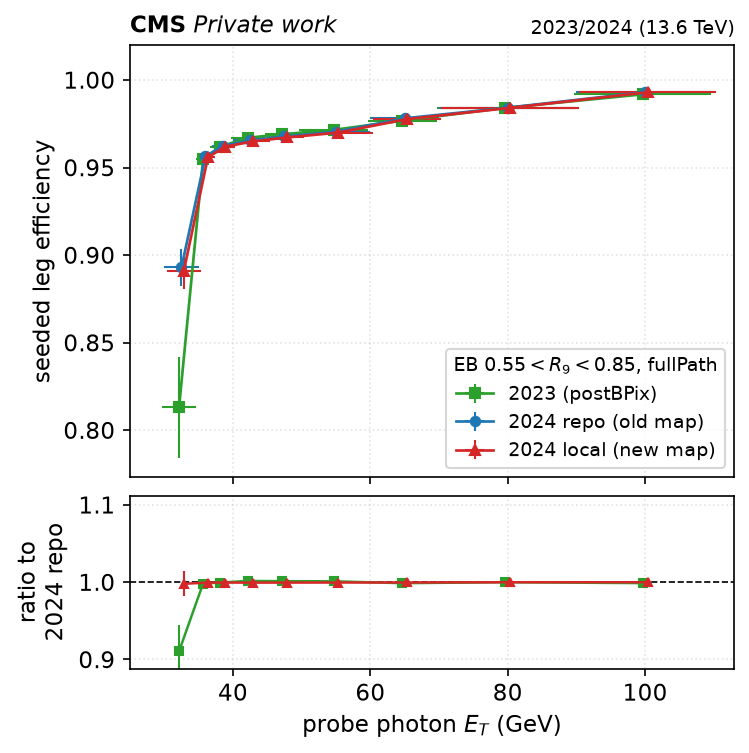 CMS Private work
2023/2024 (13.6 TeV)
1.00
0.95
0.90
0.85
0.80
seeded leg efficiency
EB 0.55 < R₉ < 0.85, fullPath
2023 (postBPix)
2024 repo (old map)
2024 local (new map)
1.1
1.0
0.9
ratio to
2024 repo
40 60 80 100
probe photon E_T (GeV)